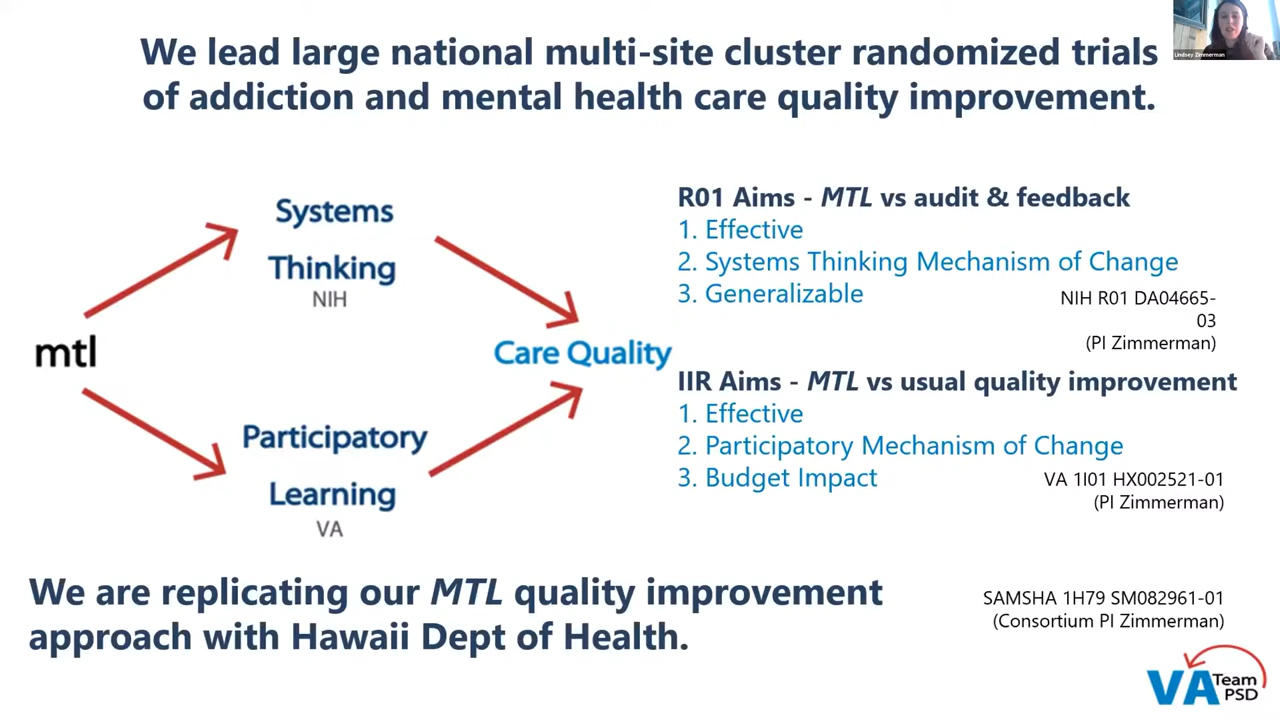 We lead large national multi-site cluster randomized trials
of addiction and mental health care quality improvement.
Lindsey Zimmerman
Systems
Thinking
NIH
mtl
Care Quality
Participatory
Learning
VA
R01 Aims - MTL vs audit & feedback
1. Effective
2. Systems Thinking Mechanism of Change
3. Generalizable
NIH R01 DA04665-
03
(PI Zimmerman)
IIR Aims - MTL vs usual quality improvement
1. Effective
2. Participatory Mechanism of Change
3. Budget Impact
VA 1I01 HX002521-01
(PI Zimmerman)
We are replicating our MTL quality improvement
approach with Hawaii Dept of Health.
SAMSHA 1H79 SM082961-01
(Consortium PI Zimmerman)
VA Team
PSD